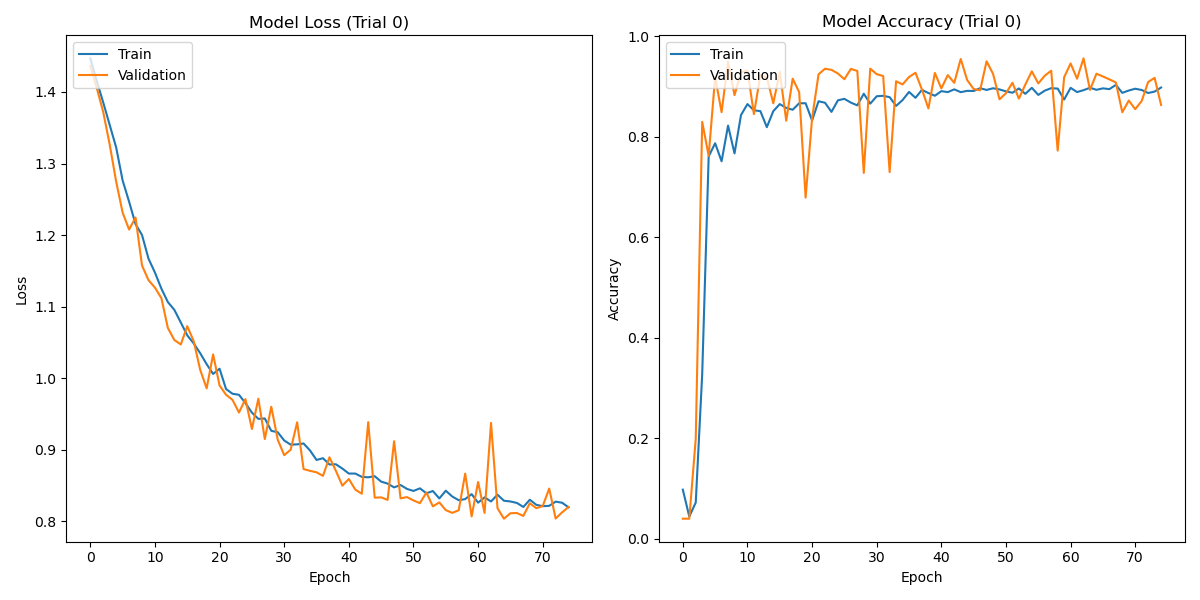 Model Loss (Trial 0)
Train
Validation
1.4
1.3
1.2
1.1
1.0
0.9
0.8
Loss
0 10 20 30 40 50 60 70
Epoch
Model Accuracy (Trial 0)
Train
Validation
1.0
0.8
0.6
0.4
0.2
0.0
Accuracy
0 10 20 30 40 50 60 70
Epoch